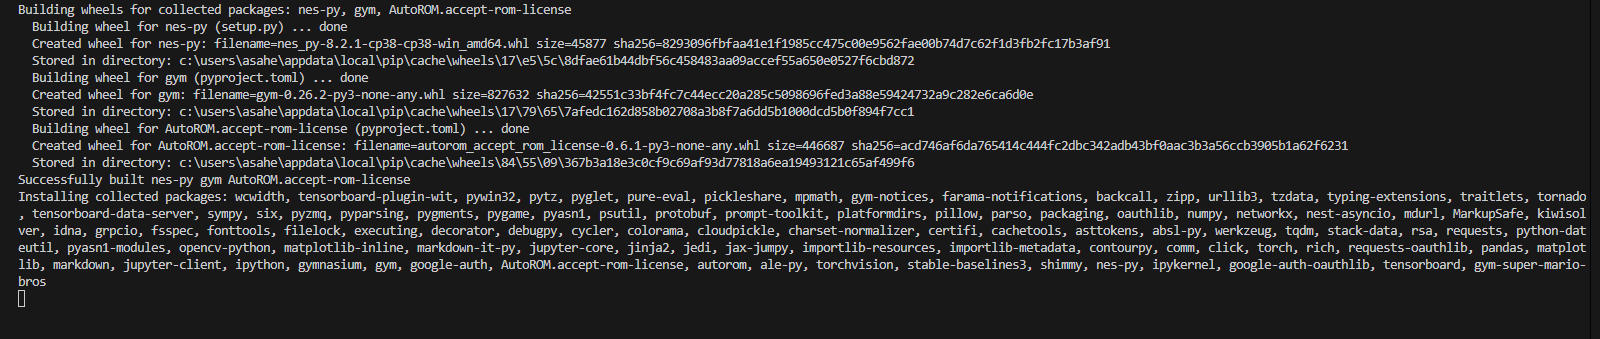 Building wheels for collected packages: nes-py, gym, AutoROM.accept-rom-license
Building wheel for nes-py (setup.py) ... done
Created wheel for nes-py: filename=nes_py-8.2.1-cp38-cp38-win_amd64.whl size=45877 sha256=8293096fbfaa41e1f1985cc475c00e9562fae00b74d7c62f1d3fb2fc17b3af91
Stored in directory: c:\users\asahe\appdata\local\pip\cache\wheels\17\e5\5c\8dfae61b44dbf56c458483aa09accef55a650e0527f6cbd872
Building wheel for gym (pyproject.toml) ... done
Created wheel for gym: filename=gym-0.26.2-py3-none-any.whl size=827632 sha256=42551c33bf4fc7c44ecc20a285c5098696fed3a88e59424732a9c282e6ca6d0e
Stored in directory: c:\users\asahe\appdata\local\pip\cache\wheels\17\79\65\7afedc162d858b02708a3b8f7a6dd5b1000dcd5b0f894f7cc1
Building wheel for AutoROM.accept-rom-license (pyproject.toml) ... done
Created wheel for AutoROM.accept-rom-license: filename=autorom_accept_rom_license-0.6.1-py3-none-any.whl size=446687 sha256=acd746af6da765414c444fc2dbc342adb43bf0aac3b3a56ccb3905b1a62f6231
Stored in directory: c:\users\asahe\appdata\local\pip\cache\wheels\84\55\09\367b3a18e3c0cf9c69af93d77818a6ea19493121c65af499f6
Successfully built nes-py gym AutoROM.accept-rom-license
Installing collected packages: wcwidth, tensorboard-plugin-wit, pywin32, pytz, pyglet, pure-eval, pickleshare, mpmath, gym-notices, farama-notifications, backcall, zipp, urllib3, tzdata, typing-extensions, traitlets, tornado
, tensorboard-data-server, sympy, six, pyzmq, pyparsing, pygments, pygame, pyasn1, psutil, protobuf, prompt-toolkit, platformdirs, pillow, parso, packaging, oauthlib, numpy, networkx, nest-asyncio, mdurl, MarkupSafe, kiwisol
ver, idna, grpcio, fsspec, fonttools, filelock, executing, decorator, debugpy, cycler, colorama, cloudpickle, charset-normalizer, certifi, cachetools, asttokens, absl-py, werkzeug, tqdm, stack-data, rsa, requests, python-dat
eutil, pyasn1-modules, opencv-python, matplotlib-inline, markdown-it-py, jupyter-core, jinja2, jedi, jax-jumpy, importlib-resources, importlib-metadata, contourpy, comm, click, torch, rich, requests-oauthlib, pandas, matplot
lib, markdown, jupyter-client, ipython, gymnasium, gym, google-auth, AutoROM.accept-rom-license, autorom, ale-py, torchvision, stable-baselines3, shimmy, nes-py, ipykernel, google-auth-oauthlib, tensorboard, gym-super-mario-
bros